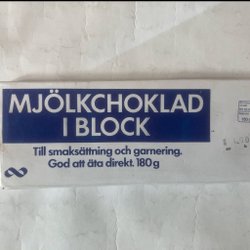 MJÖLKCHOKLAD
I BLOCK
Till smaksättning och garnering.
God att äta direkt. 180 g